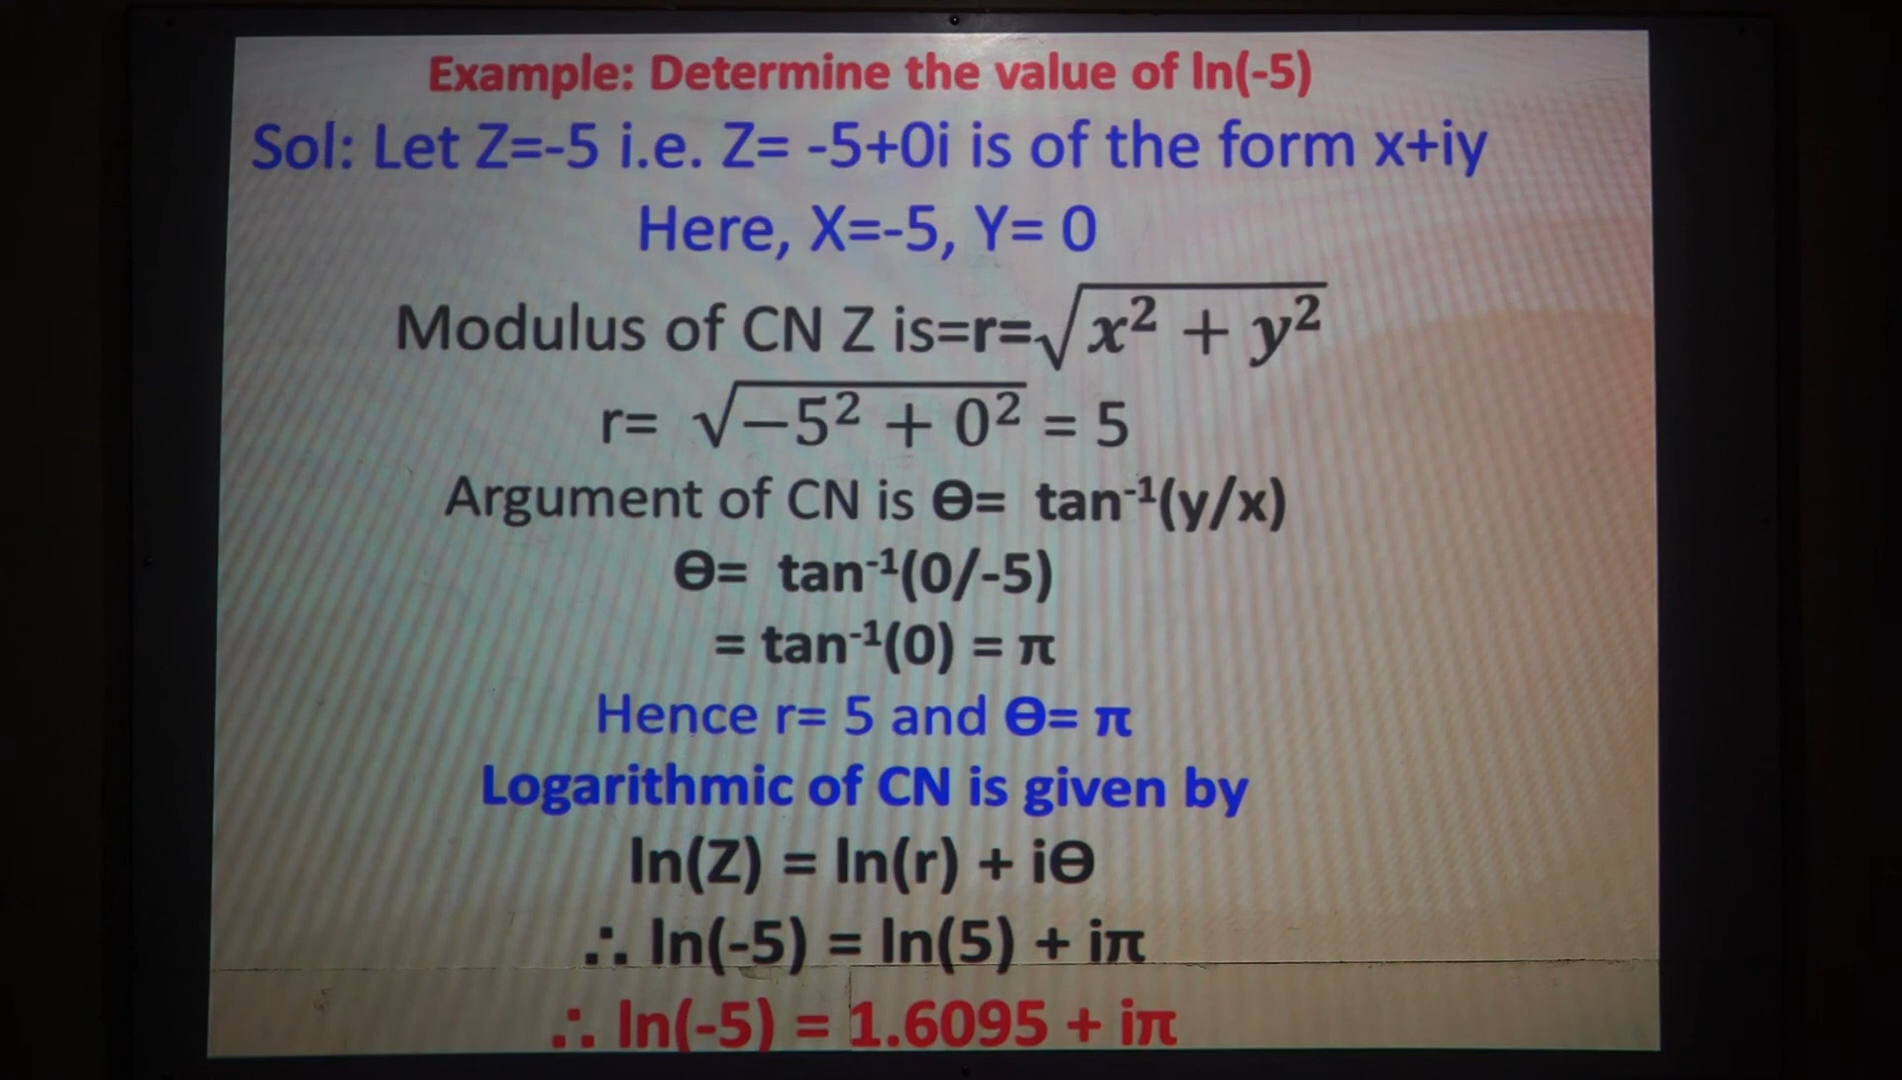 Example: Determine the value of ln(-5)
Sol: Let Z=-5 i.e. Z= -5+0i is of the form x+iy
Here, X=-5, Y= 0
Modulus of CN Z is=r=√x² + y²
r= √−5² + 0² = 5
Argument of CN is Θ= tan⁻¹(y/x)
Θ= tan⁻¹(0/-5)
= tan⁻¹(0) = π
Hence r= 5 and Θ= π
Logarithmic of CN is given by
ln(Z) = ln(r) + iΘ
∴ ln(-5) = ln(5) + iπ
∴ ln(-5) = 1.6095 + iπ